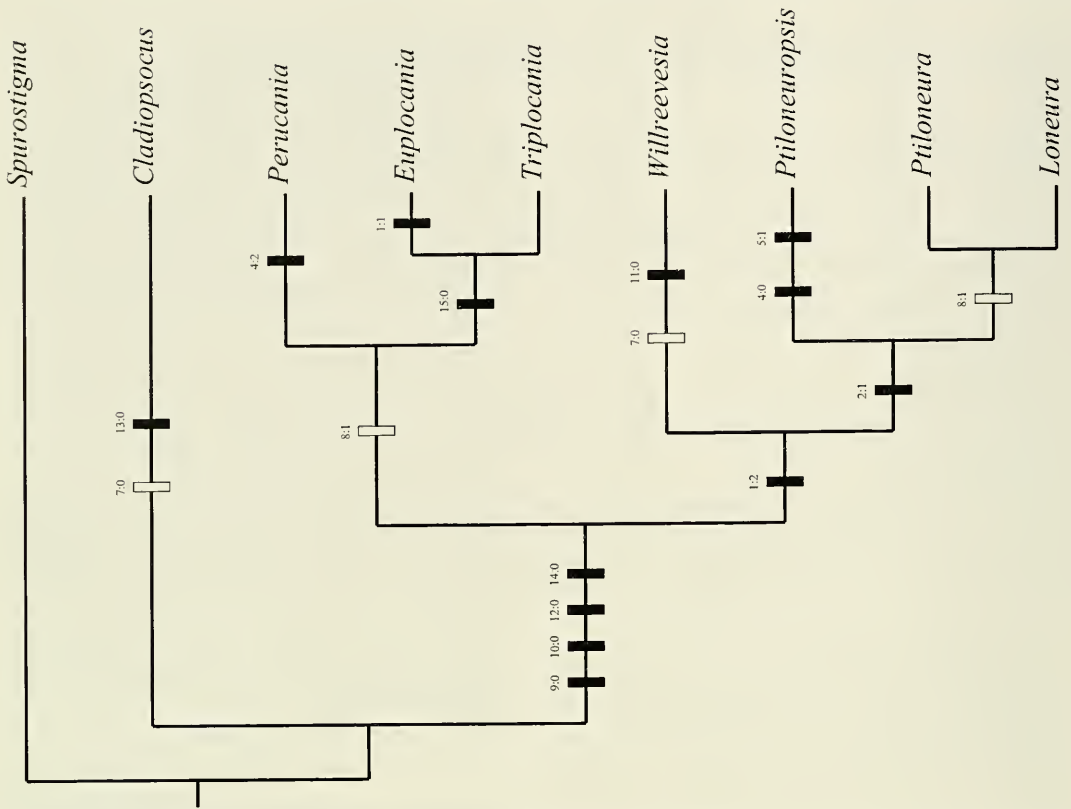 Spurostigma
Cladiopsocus
Perucania
Euplocania
Triplocania
Willreevesia
Ptiloneuropsis
Ptiloneura
Loneura
7:0
13:0
4:2
1:1
15:0
8:1
7:0
11:0
4:0
5:1
8:1
2:1
1:2
9:0
10:0
12:0
14:0